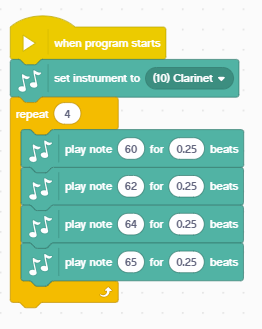 when program starts
set instrument to (10) Clarinet
repeat 4
play note 60 for 0.25 beats
play note 62 for 0.25 beats
play note 64 for 0.25 beats
play note 65 for 0.25 beats